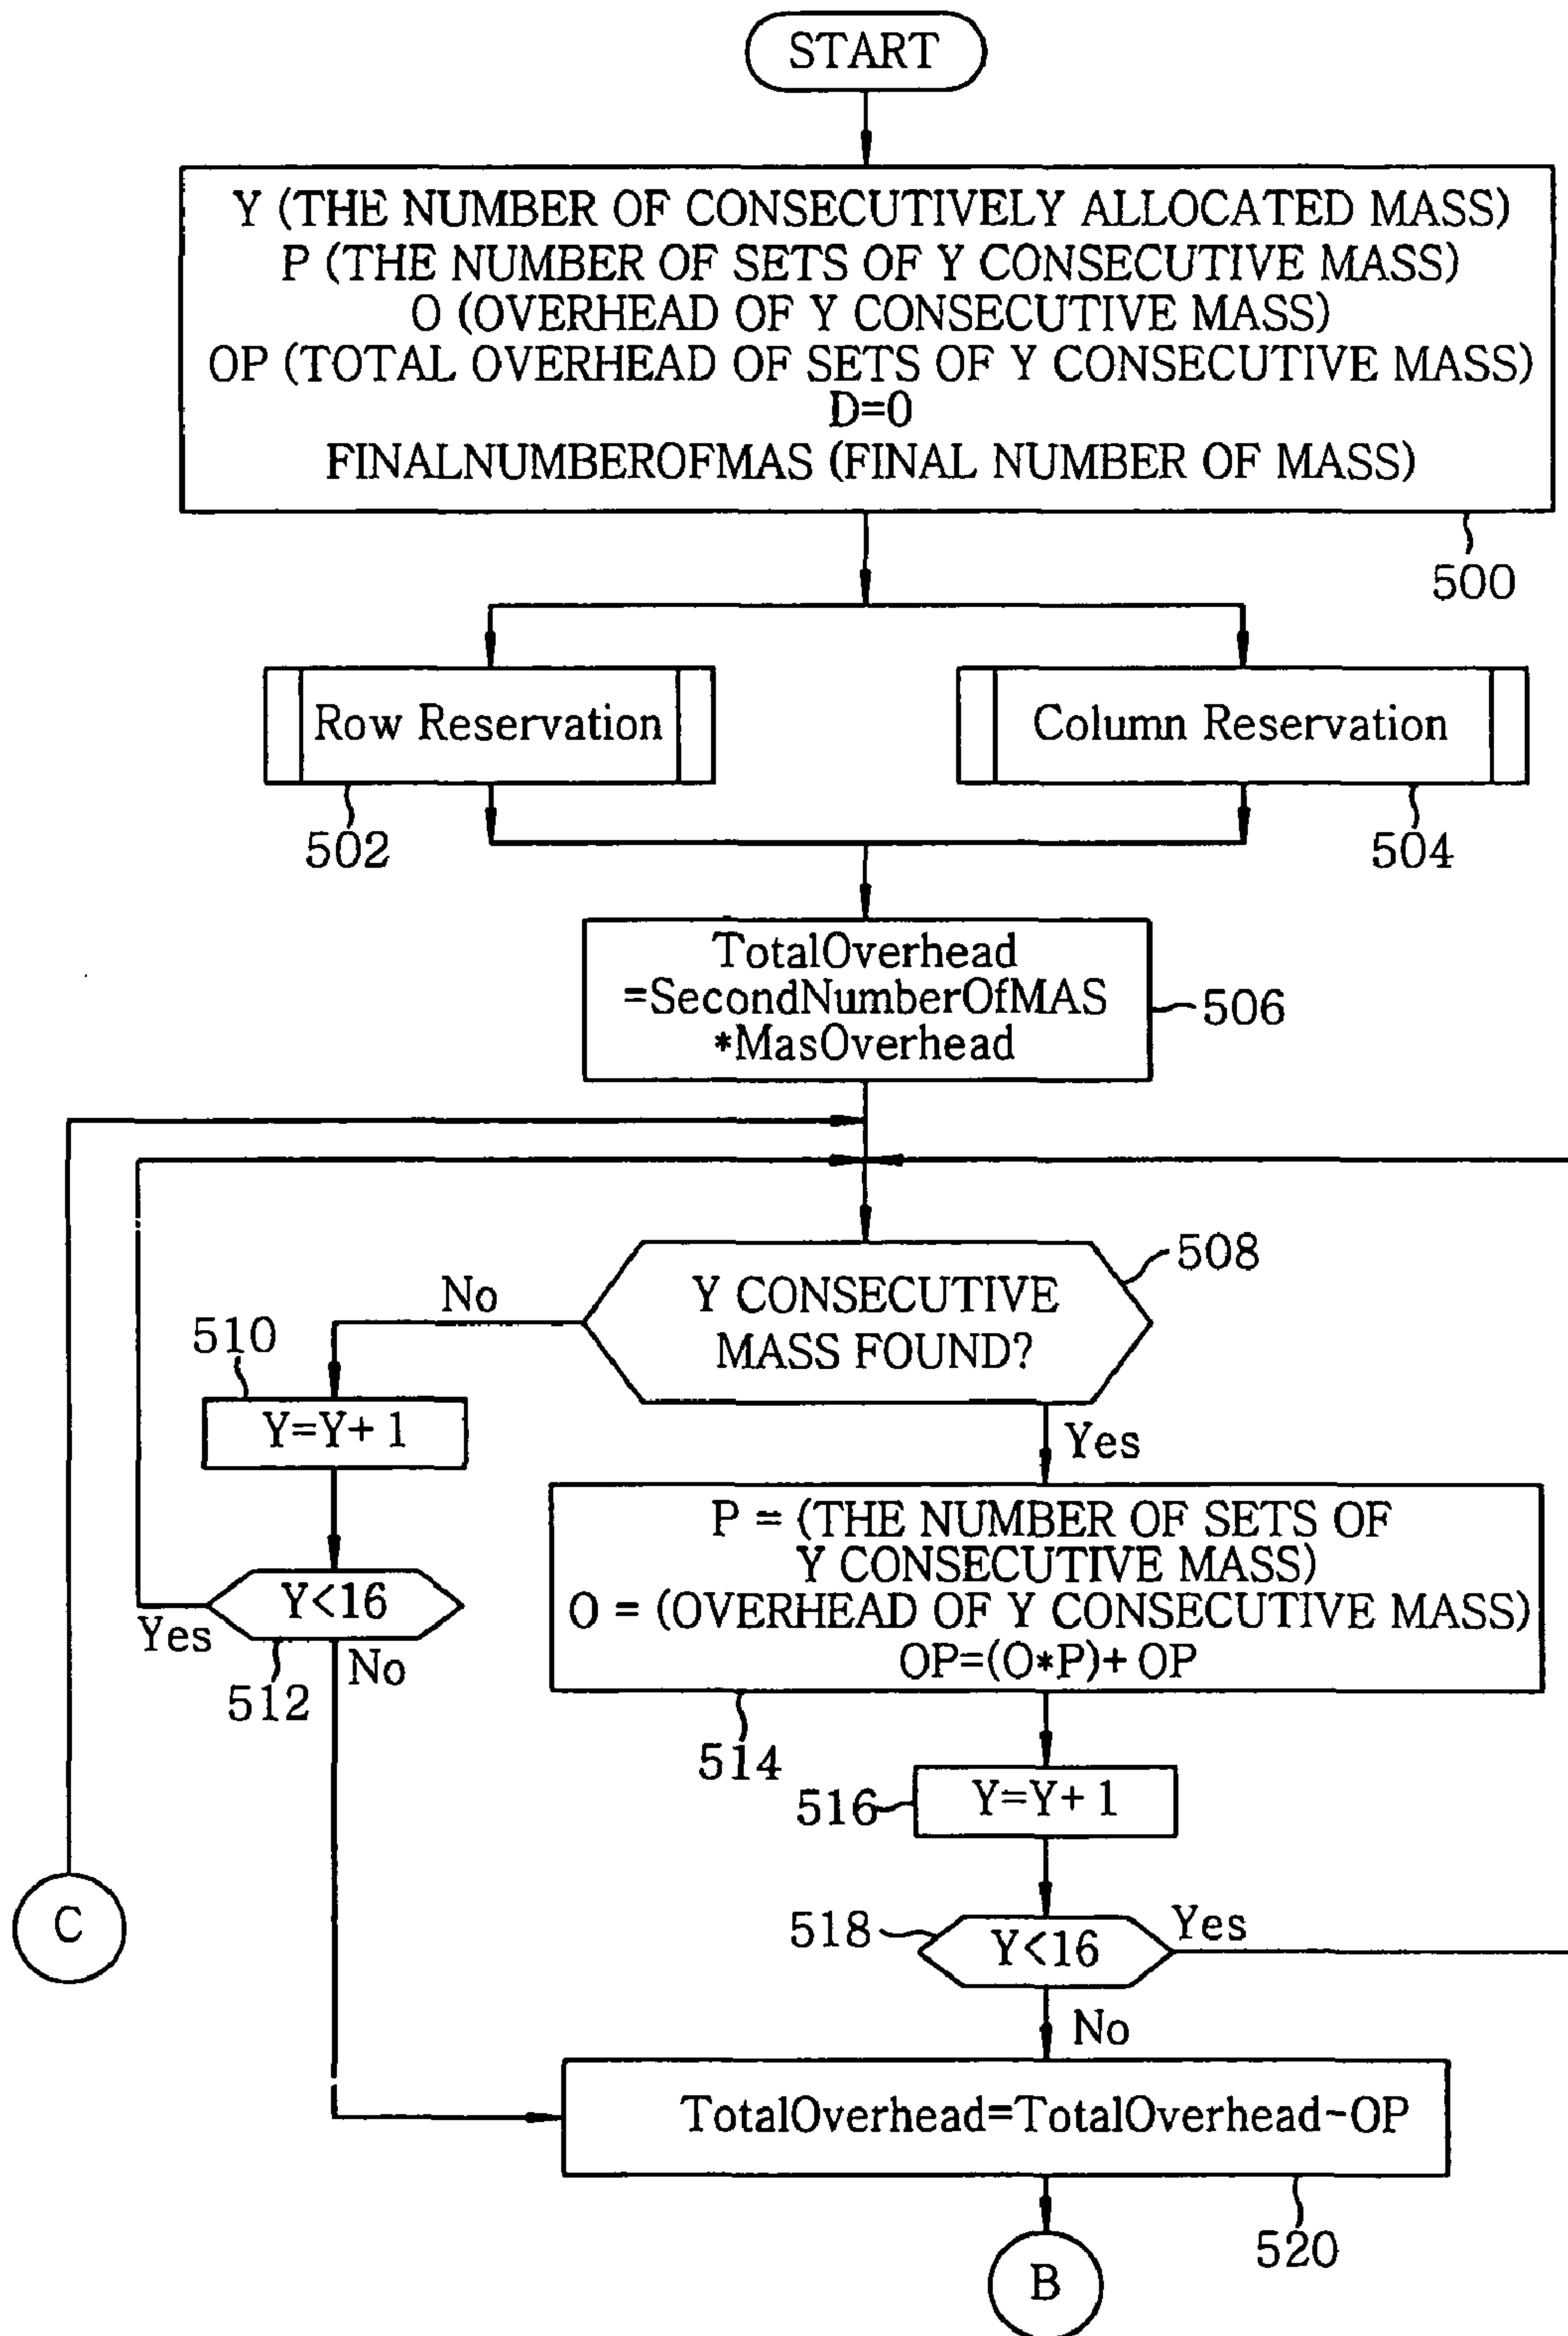 START
Y (THE NUMBER OF CONSECUTIVELY ALLOCATED MASS)
P (THE NUMBER OF SETS OF Y CONSECUTIVE MASS)
O (OVERHEAD OF Y CONSECUTIVE MASS)
OP (TOTAL OVERHEAD OF SETS OF Y CONSECUTIVE MASS)
D=0
FINALNUMBEROFMAS (FINAL NUMBER OF MASS)
500
Row Reservation
Column Reservation
502
504
TotalOverhead
=SecondNumberOfMAS
*MasOverhead
506
508
Y CONSECUTIVE
MASS FOUND?
No
510
Y=Y+1
Yes
P = (THE NUMBER OF SETS OF
Y CONSECUTIVE MASS)
O = (OVERHEAD OF Y CONSECUTIVE MASS)
OP=(O*P)+ OP
Y<16
Yes
No
512
514
516
Y=Y+1
C
518
Y<16
Yes
No
TotalOverhead=TotalOverhead-OP
520
B